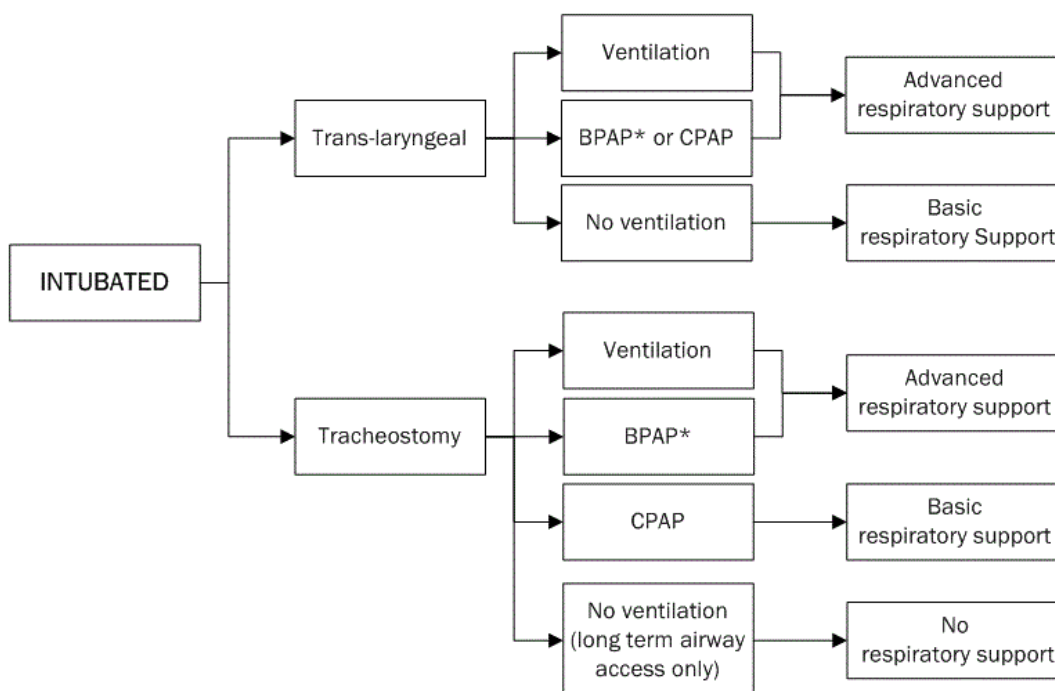 INTUBATED
Trans-laryngeal
Ventilation
BPAP* or CPAP
Advanced
respiratory support
No ventilation
Basic
respiratory Support
Tracheostomy
Ventilation
BPAP*
Advanced
respiratory support
CPAP
Basic
respiratory support
No ventilation
(long term airway
access only)
No
respiratory support